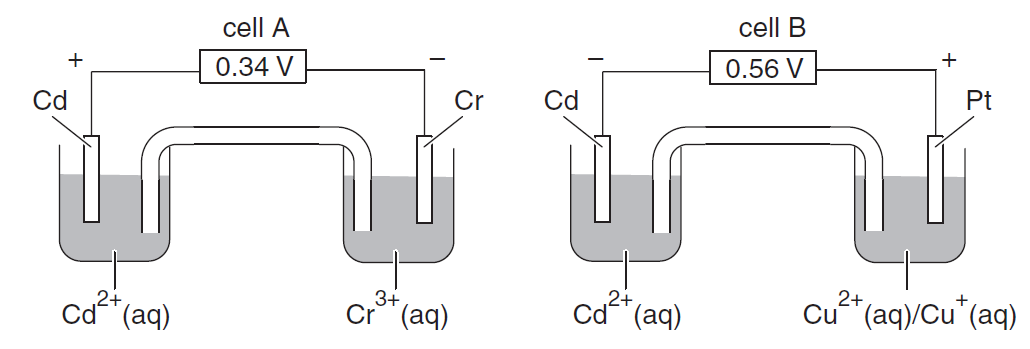 cell A
cell B
+ 0.34 V −
− 0.56 V +
Cd Cr
Cd Pt
Cd²⁺(aq) Cr³⁺(aq)
Cd²⁺(aq) Cu²⁺(aq)/Cu⁺(aq)